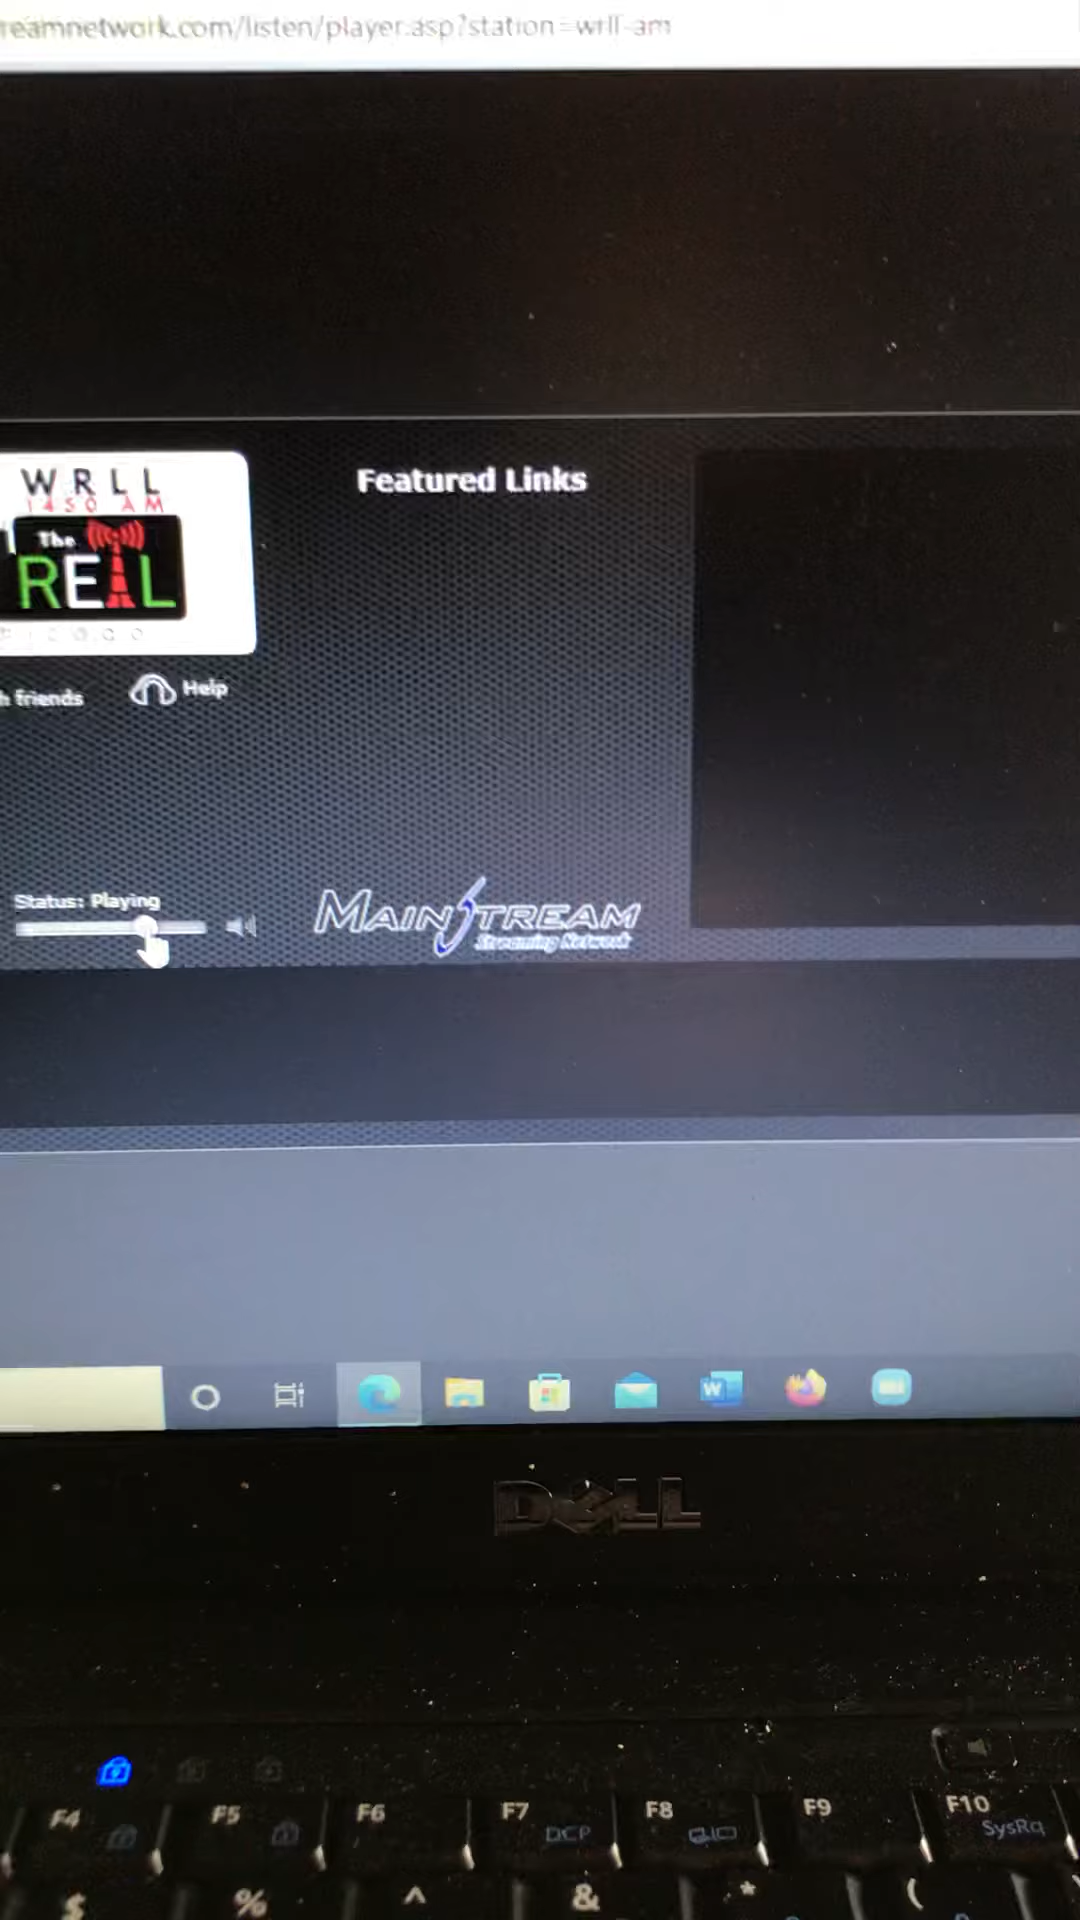 reamnetwork.com/listen/player.asp?station=wrll-am
WRLL
1450 AM
The
REAL
Featured Links
h friends
Help
Status: Playing
MAINSTREAM
Streaming Network
W
DELL
F4
F5
F6
F7
F8
F9
F10
SysRq
$
%
^
&
*
(